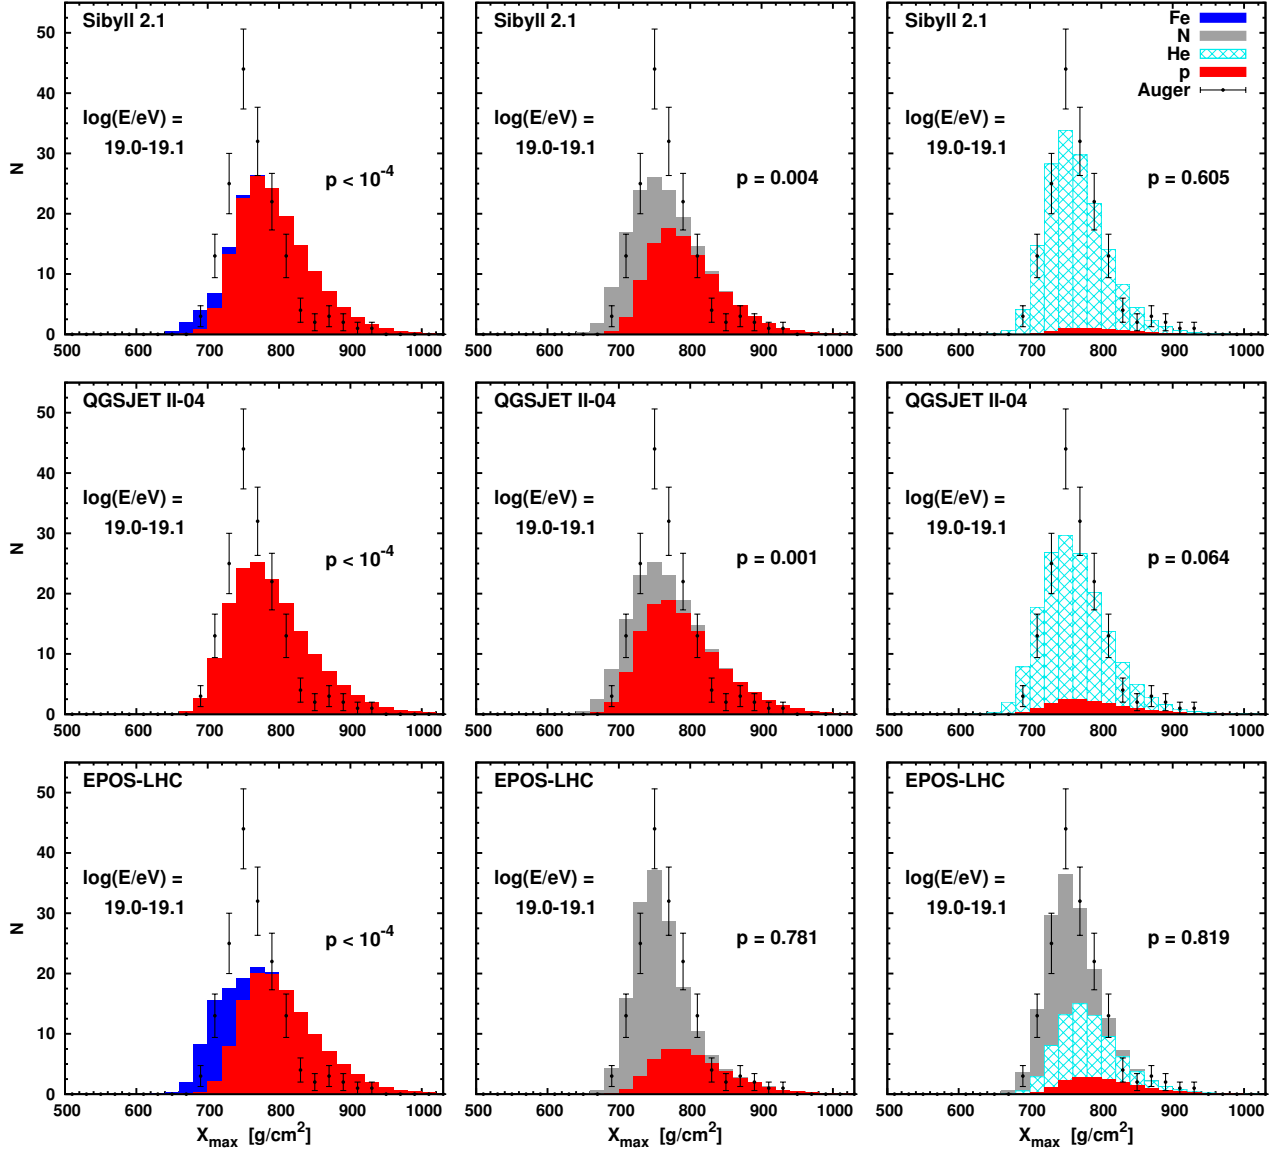 Sibyll 2.1
log(E/eV) =
19.0-19.1
p < 10^-4
N
50
40
30
20
10
0
500 600 700 800 900 1000
Sibyll 2.1
log(E/eV) =
19.0-19.1
p = 0.004
500 600 700 800 900 1000
Sibyll 2.1
Fe
N
He
p
Auger
log(E/eV) =
19.0-19.1
p = 0.605
500 600 700 800 900 1000
QGSJET II-04
log(E/eV) =
19.0-19.1
p < 10^-4
N
50
40
30
20
10
0
500 600 700 800 900 1000
QGSJET II-04
log(E/eV) =
19.0-19.1
p = 0.001
500 600 700 800 900 1000
QGSJET II-04
log(E/eV) =
19.0-19.1
p = 0.064
500 600 700 800 900 1000
EPOS-LHC
log(E/eV) =
19.0-19.1
p < 10^-4
N
50
40
30
20
10
0
500 600 700 800 900 1000
X_max [g/cm^2]
EPOS-LHC
log(E/eV) =
19.0-19.1
p = 0.781
500 600 700 800 900 1000
X_max [g/cm^2]
EPOS-LHC
log(E/eV) =
19.0-19.1
p = 0.819
500 600 700 800 900 1000
X_max [g/cm^2]